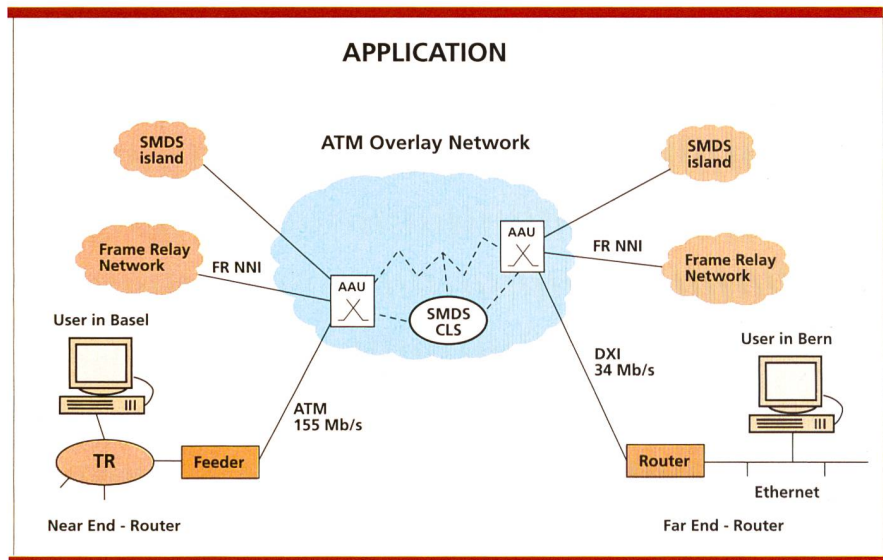 APPLICATION
SMDS
island
ATM Overlay Network
SMDS
island
Frame Relay
Network
FR NNI
AAU
AAU
FR NNI
Frame Relay
Network
SMDS
CLS
User in Basel
User in Bern
DXI
34 Mb/s
ATM
155 Mb/s
TR
Feeder
Router
Ethernet
Near End - Router
Far End - Router